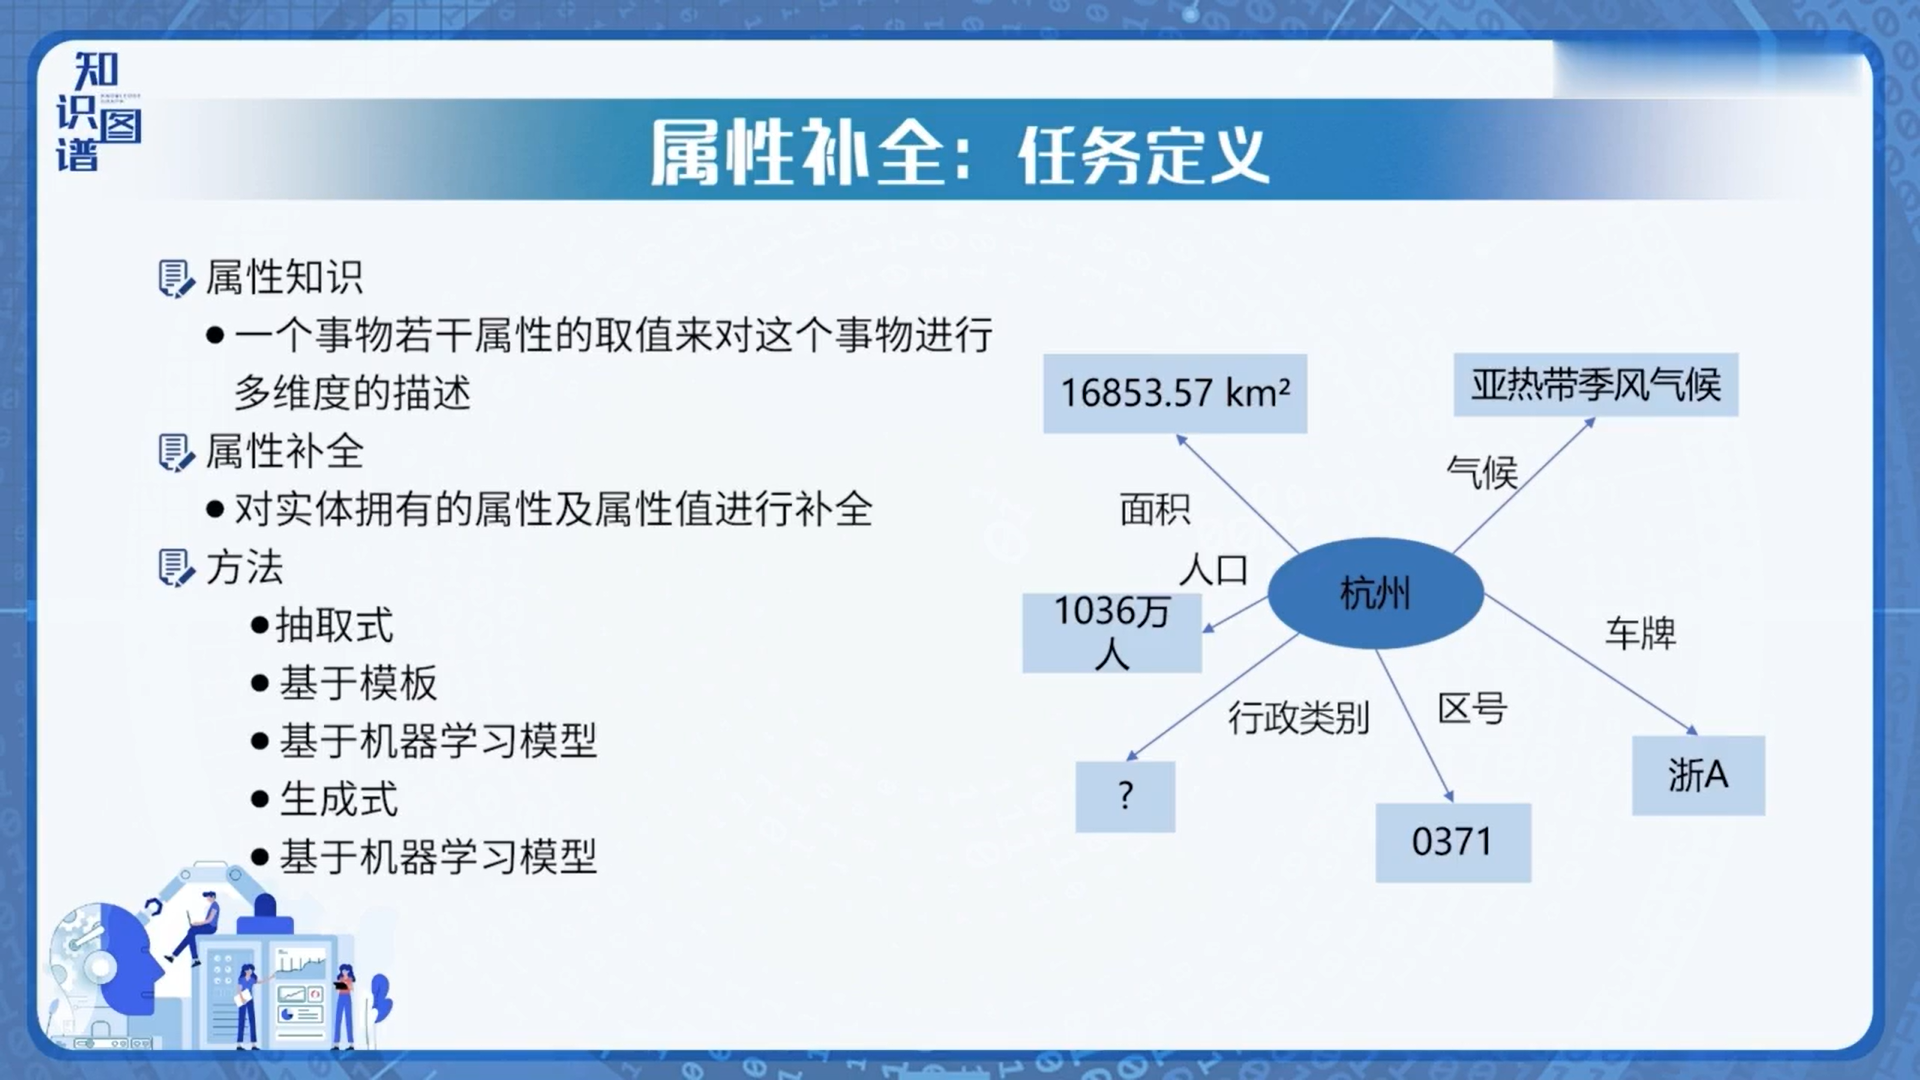 知
识图
谱
属性补全：任务定义
属性知识
●一个事物若干属性的取值来对这个事物进行
多维度的描述
属性补全
●对实体拥有的属性及属性值进行补全
方法
●抽取式
●基于模板
●基于机器学习模型
●生成式
●基于机器学习模型
16853.57 km²
亚热带季风气候
面积
气候
人口
杭州
1036万
人
车牌
行政类别
区号
?
浙A
0371